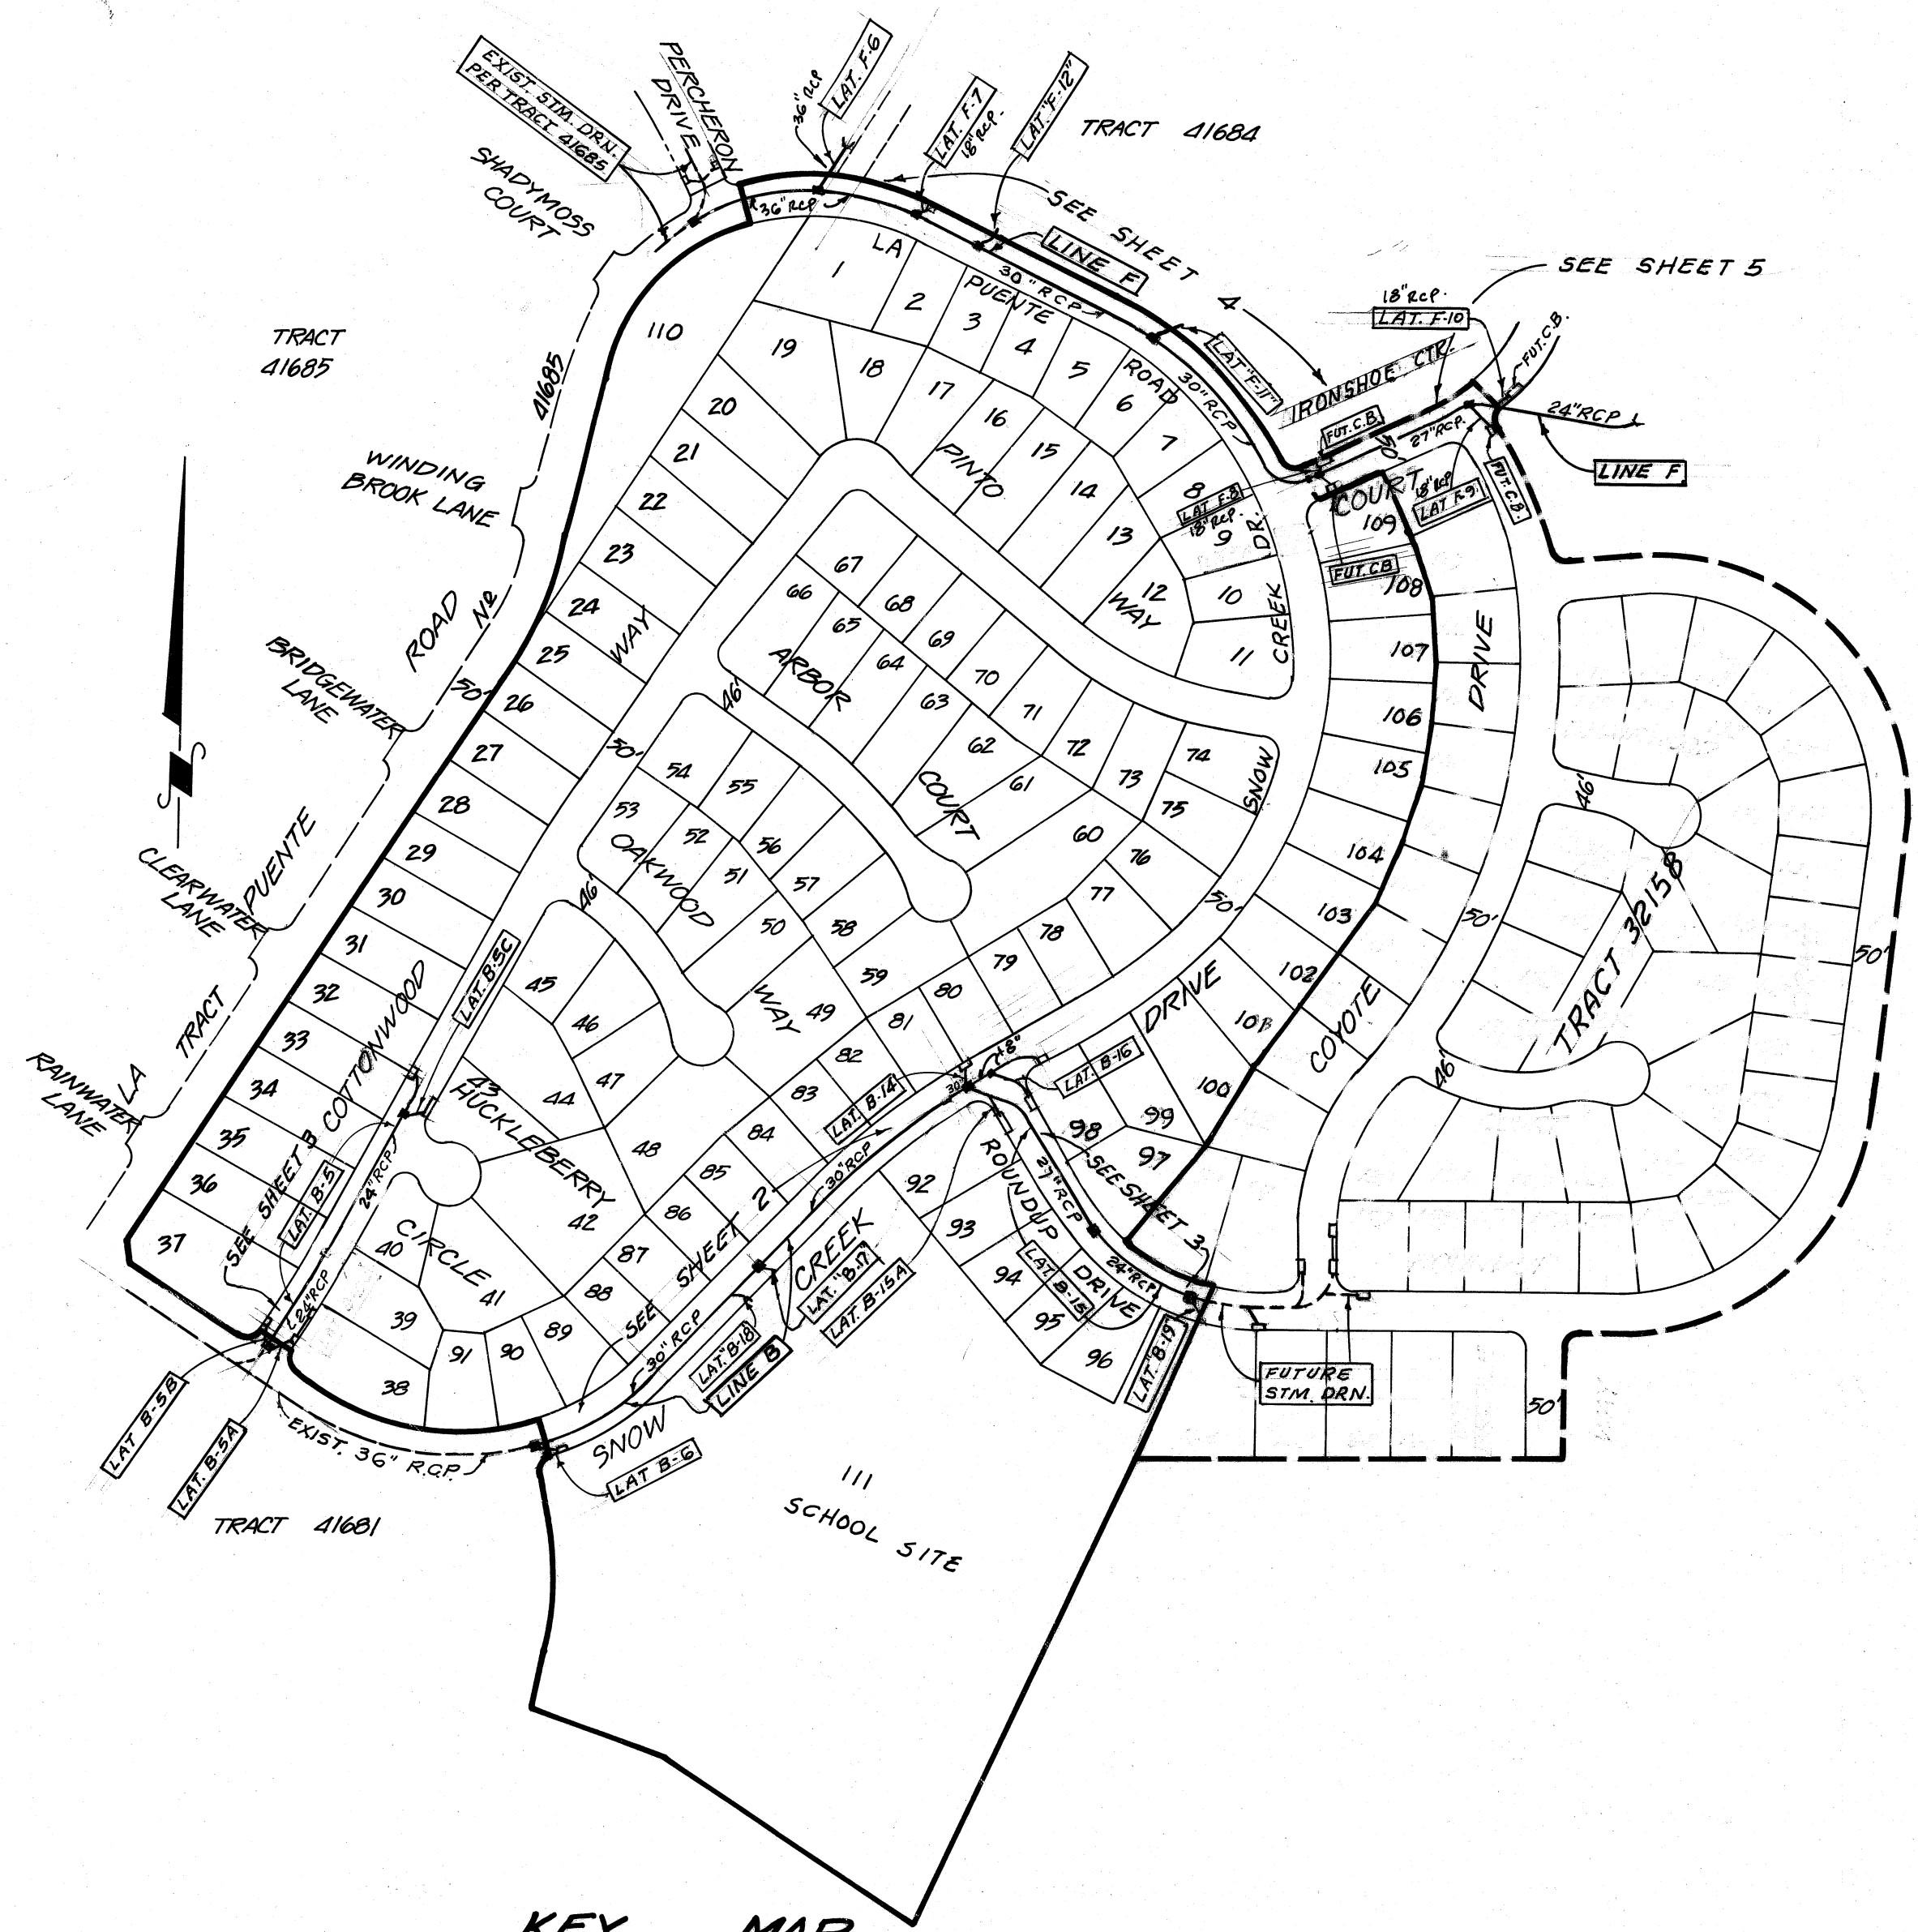 EXIST. STM. DRN.
PER TRACT 41685
PERCHERON
DRIVE
36" RCP
LAT. F-6
LAT. F-7
18" RCP.
LAT. "F-12"
TRACT 41684
SHADYMOSS
COURT
36" RCP
SEE SHEET 4
LINE F
SEE SHEET 5
18" RCP.
LAT. F-10
FUT. C.B.
LA PUENTE ROAD
30" RCP
LAT "F-11"
30" RCP
IRONSHOE CTR.
FUT. C.B.
50'
27" RCP.
24" RCP
LINE F
COURT
18" RCP
LAT F-9
FUT. C.B.
LAT F-8
18" RCP.
FUT. C.B.
TRACT
41685
41685
WINDING
BROOK LANE
ROAD
Nº
BRIDGEWATER
LANE
50'
PUENTE
CLEARWATER
LANE
TRACT
LA
RAINWATER
LANE
1
2
3
4
5
6
7
8
9
10
11
12
13
14
15
16
17
18
19
20
21
22
23
24
25
26
27
28
29
30
31
32
33
34
35
36
37
38
39
40
41
42
43
44
45
46
47
48
49
50
51
52
53
54
55
56
57
58
59
60
61
62
63
64
65
66
67
68
69
70
71
72
73
74
75
76
77
78
79
80
81
82
83
84
85
86
87
88
89
90
91
92
93
94
95
96
97
98
99
100
101
102
103
104
105
106
107
108
109
110
PINTO
WAY
DR.
CREEK
SNOW
WAY
ARBOR
COURT
46'
50'
OAKWOOD
WAY
46'
COTTONWOOD
HUCKLEBERRY
CIRCLE
LAT. B-5C
SEE SHEET 3
LAT. B-5
24" RCP
24" RCP
LAT B-5B
LAT. B-5A
EXIST. 36" R.C.P.
TRACT 41681
SNOW
CREEK
DRIVE
50'
LAT B-6
30" RCP
SEE SHEET 2
LAT. "B-18"
LINE B
LAT. "B-17"
LAT. B-15A
30" RCP
LAT. B-14
30"
18"
LAT. B-16
ROUNDUP
DRIVE
27" RCP
SEE SHEET 3
LAT. B-15
24" RCP
LAT. "B-19"
COYOTE
DRIVE
50'
46'
46'
TRACT 32158
50'
50'
FUTURE
STM. DRN.
111
SCHOOL SITE
KEY MAP